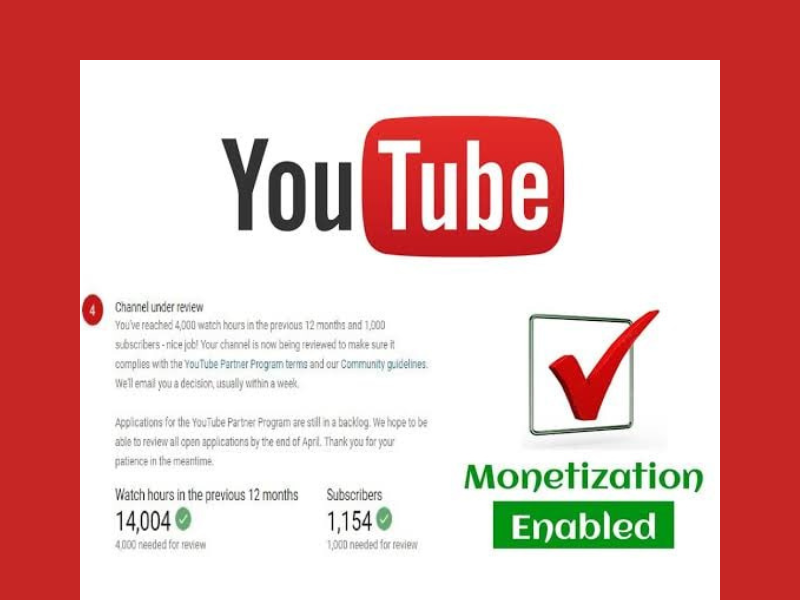 YouTube
4
Channel under review
You've reached 4,000 watch hours in the previous 12 months and 1,000
subscribers - nice job! Your channel is now being reviewed to make sure it
complies with the YouTube Partner Program terms and our Community guidelines.
We'll email you a decision, usually within a week.
Applications for the YouTube Partner Program are still in a backlog. We hope to be
able to review all open applications by the end of April. Thank you for your
patience in the meantime.
Watch hours in the previous 12 months
14,004
4,000 needed for review
Subscribers
1,154
1,000 needed for review
Monetization
Enabled